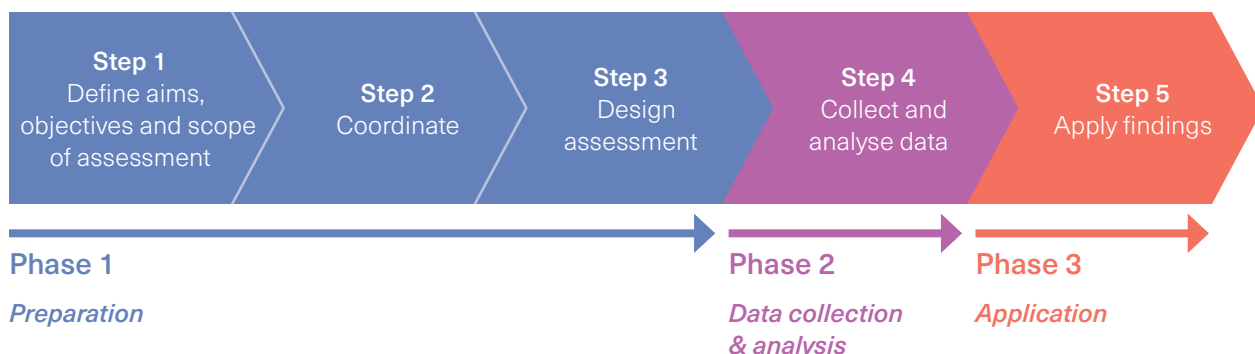 Step 1
Define aims,
objectives and scope
of assessment
Step 2
Coordinate
Step 3
Design
assessment
Step 4
Collect and
analyse data
Step 5
Apply findings
Phase 1
Preparation
Phase 2
Data collection
& analysis
Phase 3
Application